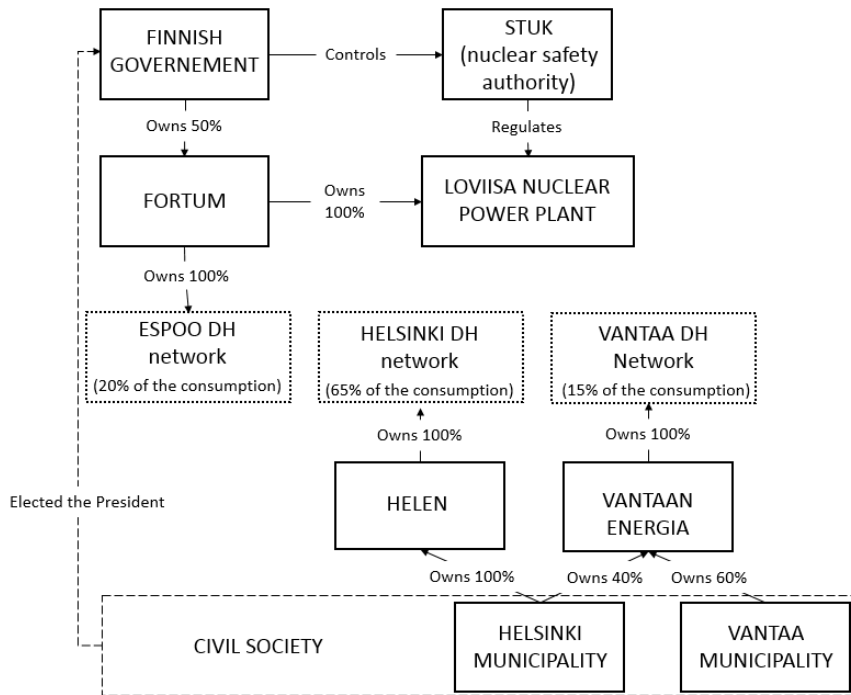 FINNISH
GOVERNEMENT
Controls
STUK
(nuclear safety
authority)
Owns 50%
Regulates
FORTUM
Owns
100%
LOVIISA NUCLEAR
POWER PLANT
Owns 100%
ESPOO DH
network
(20% of the consumption)
HELSINKI DH
network
(65% of the consumption)
VANTAA DH
Network
(15% of the consumption)
Owns 100%
Owns 100%
Elected the President
HELEN
VANTAAN
ENERGIA
Owns 100%
Owns 40%
Owns 60%
CIVIL SOCIETY
HELSINKI
MUNICIPALITY
VANTAA
MUNICIPALITY